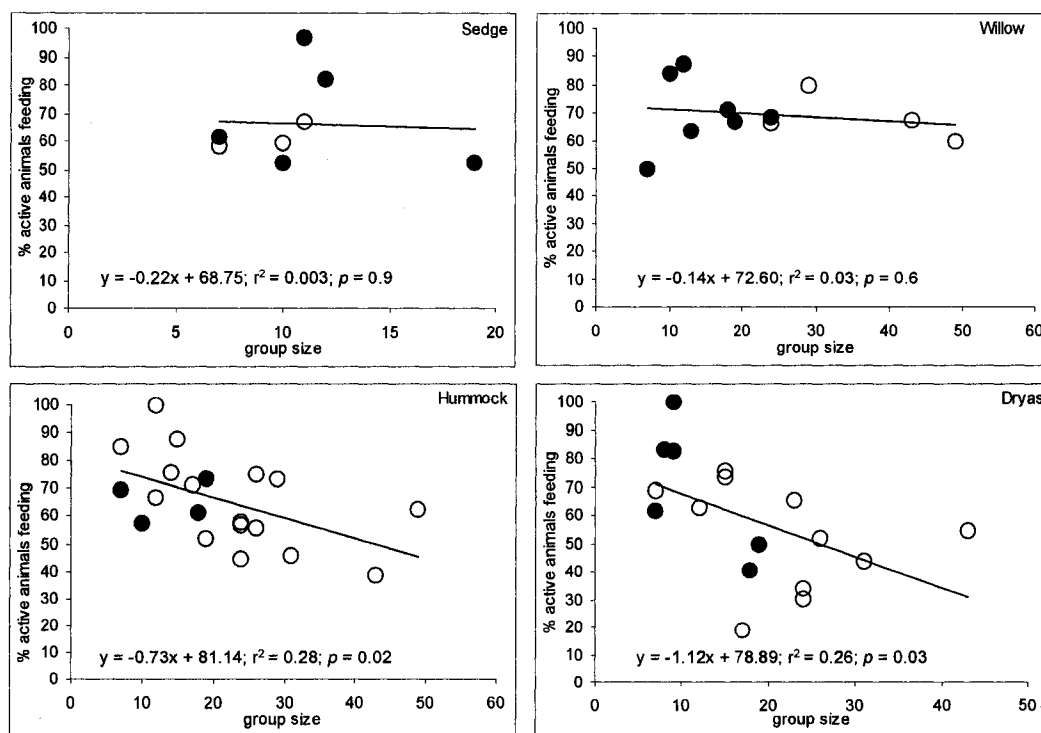 Sedge
100
90
80
70
60
50
40
30
20
10
0
% active animals feeding
y = -0.22x + 68.75; r² = 0.003; p = 0.9
0 5 10 15 20
group size
Willow
100
90
80
70
60
50
40
30
20
10
0
% active animals feeding
y = -0.14x + 72.60; r² = 0.03; p = 0.6
0 10 20 30 40 50 60
group size
Hummock
100
90
80
70
60
50
40
30
20
10
0
% active animals feeding
y = -0.73x + 81.14; r² = 0.28; p = 0.02
0 10 20 30 40 50 60
group size
Dryas
100
90
80
70
60
50
40
30
20
10
0
% active animals feeding
y = -1.12x + 78.89; r² = 0.26; p = 0.03
0 10 20 30 40 50
group size